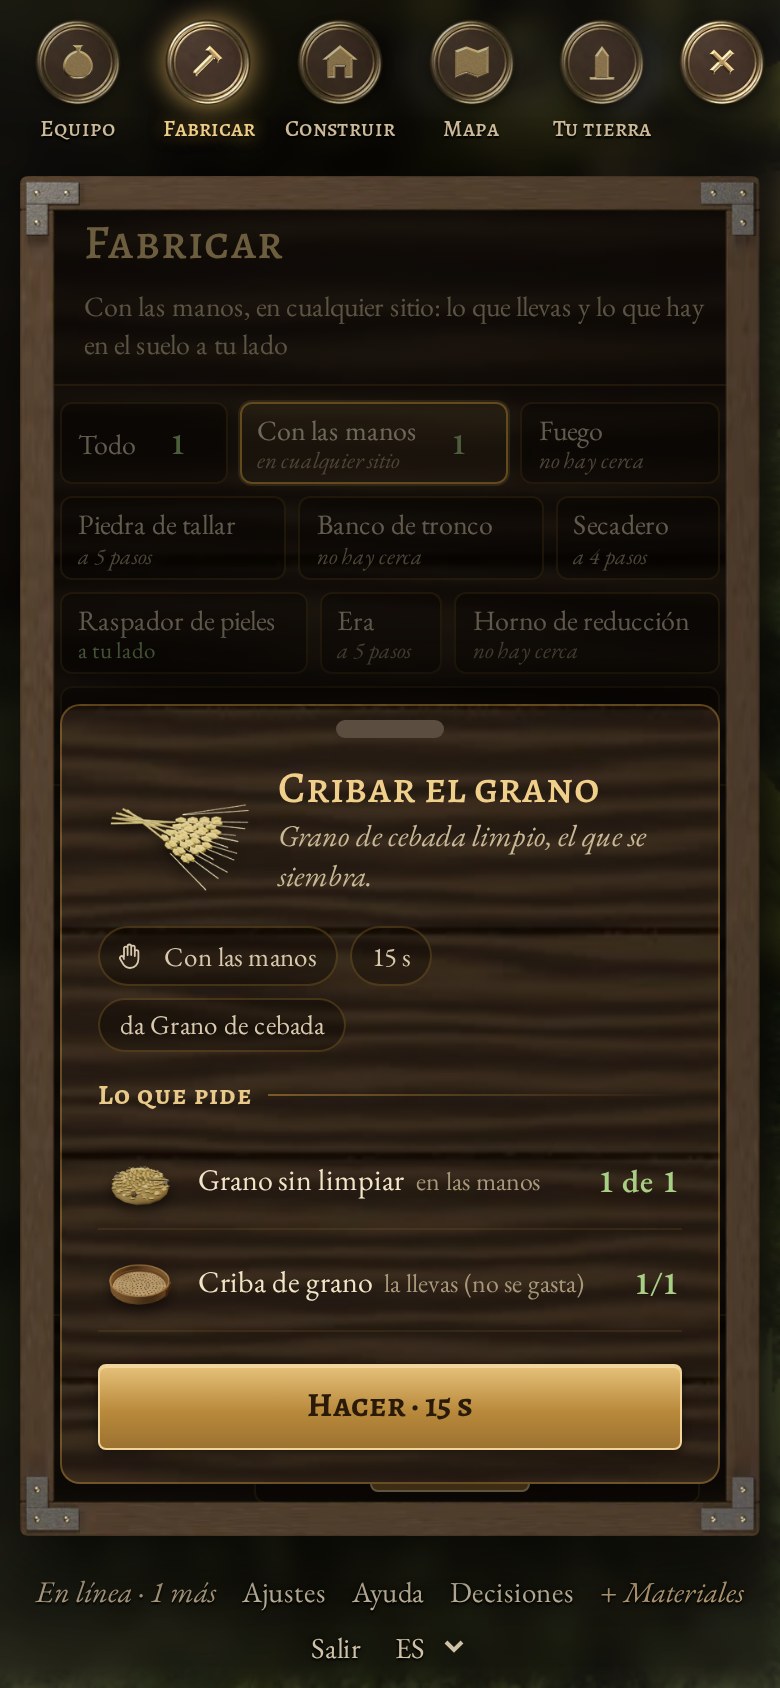 Equipo
Fabricar
Construir
Mapa
Tu tierra
Fabricar
Con las manos, en cualquier sitio: lo que llevas y lo que hay
en el suelo a tu lado
Todo 1
Con las manos 1
en cualquier sitio
Fuego
no hay cerca
Piedra de tallar
a 5 pasos
Banco de tronco
no hay cerca
Secadero
a 4 pasos
Raspador de pieles
a tu lado
Era
a 5 pasos
Horno de reducción
no hay cerca
Cribar el grano
Grano de cebada limpio, el que se
siembra.
Con las manos
15 s
da Grano de cebada
Lo que pide
Grano sin limpiar en las manos 1 de 1
Criba de grano la llevas (no se gasta) 1/1
Hacer · 15 s
En línea · 1 más Ajustes Ayuda Decisiones + Materiales
Salir ES